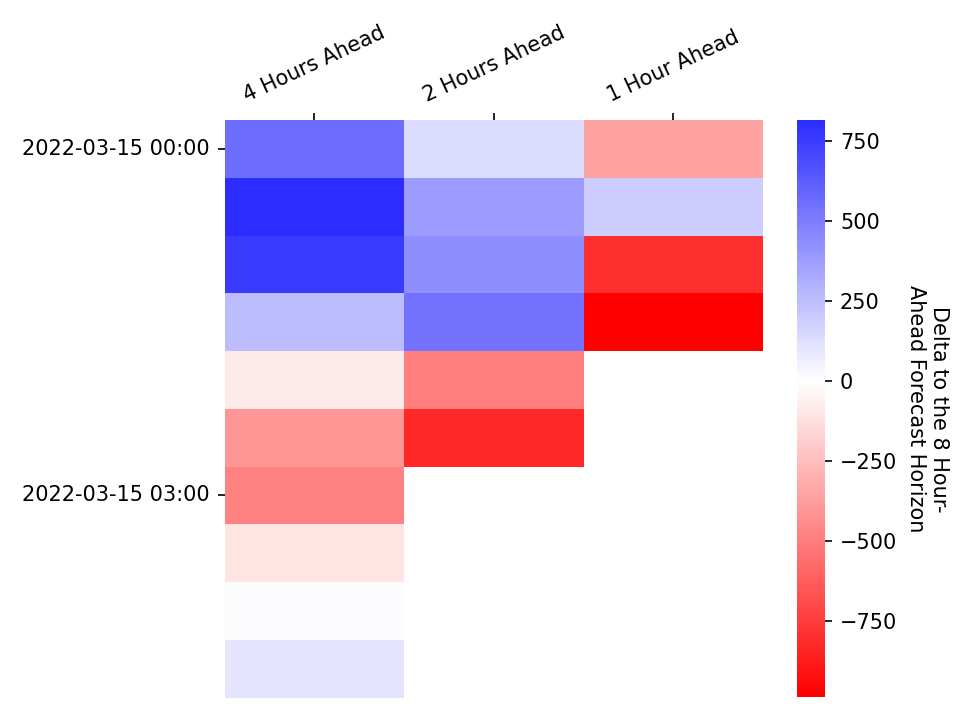 4 Hours Ahead
2 Hours Ahead
1 Hour Ahead
2022-03-15 00:00
2022-03-15 03:00
750
500
250
0
−250
−500
−750
Delta to the 8 Hour-
Ahead Forecast Horizon